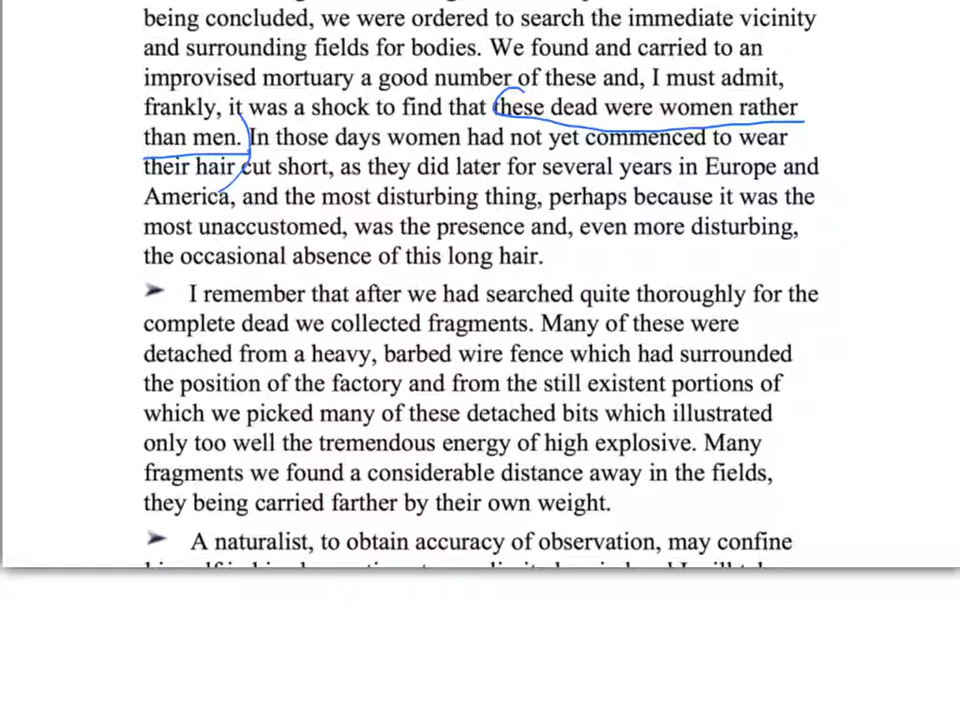 being concluded, we were ordered to search the immediate vicinity
and surrounding fields for bodies. We found and carried to an
improvised mortuary a good number of these and, I must admit,
frankly, it was a shock to find that these dead were women rather
than men. In those days women had not yet commenced to wear
their hair cut short, as they did later for several years in Europe and
America, and the most disturbing thing, perhaps because it was the
most unaccustomed, was the presence and, even more disturbing,
the occasional absence of this long hair.
➢ I remember that after we had searched quite thoroughly for the
complete dead we collected fragments. Many of these were
detached from a heavy, barbed wire fence which had surrounded
the position of the factory and from the still existent portions of
which we picked many of these detached bits which illustrated
only too well the tremendous energy of high explosive. Many
fragments we found a considerable distance away in the fields,
they being carried farther by their own weight.
➢ A naturalist, to obtain accuracy of observation, may confine